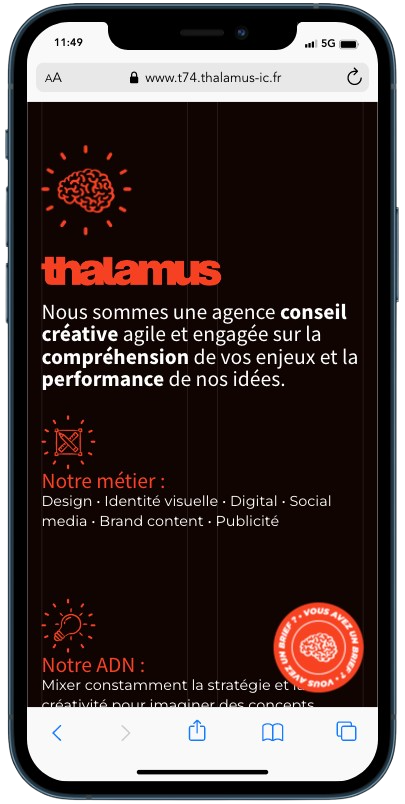 11:49
5G
AA
www.t74.thalamus-ic.fr
thalamus
Nous sommes une agence conseil
créative agile et engagée sur la
compréhension de vos enjeux et la
performance de nos idées.
Notre métier :
Design • Identité visuelle • Digital • Social
media • Brand content • Publicité
VOUS AVEZ UN BRIEF ? • VOUS AVEZ UN BRIEF ? •
Notre ADN :
Mixer constamment la stratégie et la
créativité pour imaginer des concepts